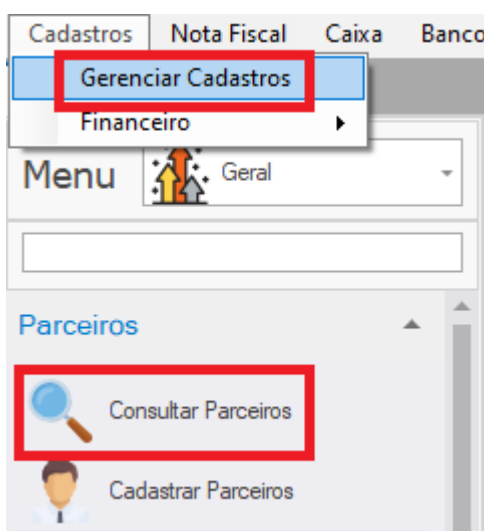 Cadastros Nota Fiscal Caixa Banco
Gerenciar Cadastros
Financeiro
Menu Geral
Parceiros
Consultar Parceiros
Cadastrar Parceiros